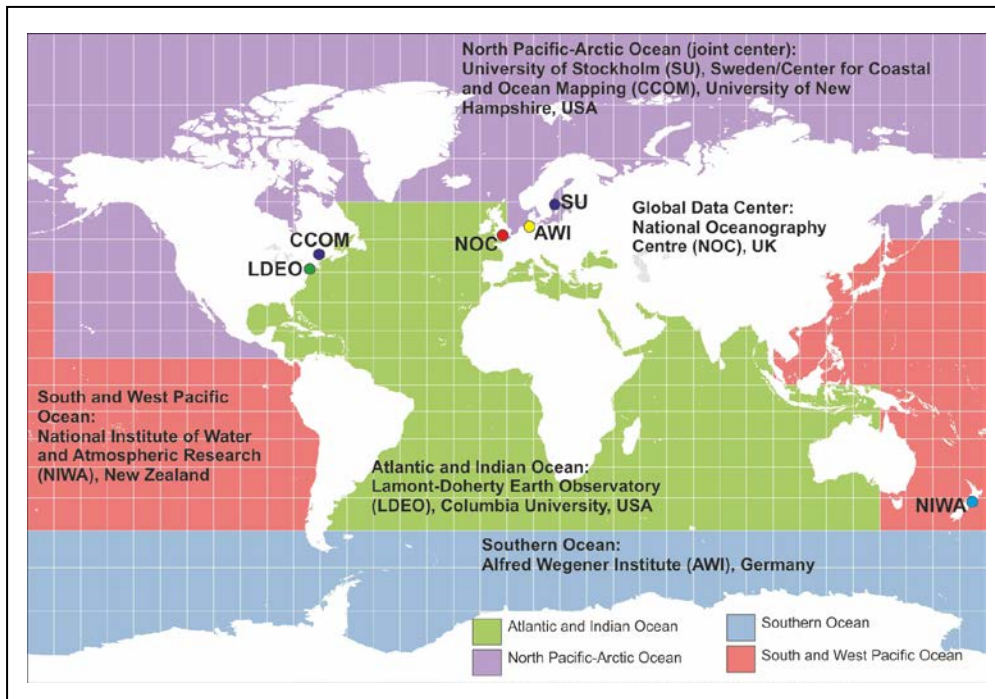 North Pacific-Arctic Ocean (joint center):
University of Stockholm (SU), Sweden/Center for Coastal
and Ocean Mapping (CCOM), University of New
Hampshire, USA
SU
Global Data Center:
National Oceanography
Centre (NOC), UK
NOC
AWI
CCOM
LDEO
South and West Pacific
Ocean:
National Institute of Water
and Atmospheric Research
(NIWA), New Zealand
Atlantic and Indian Ocean:
Lamont-Doherty Earth Observatory
(LDEO), Columbia University, USA
NIWA
Southern Ocean:
Alfred Wegener Institute (AWI), Germany
Atlantic and Indian Ocean
Southern Ocean
North Pacific-Arctic Ocean
South and West Pacific Ocean